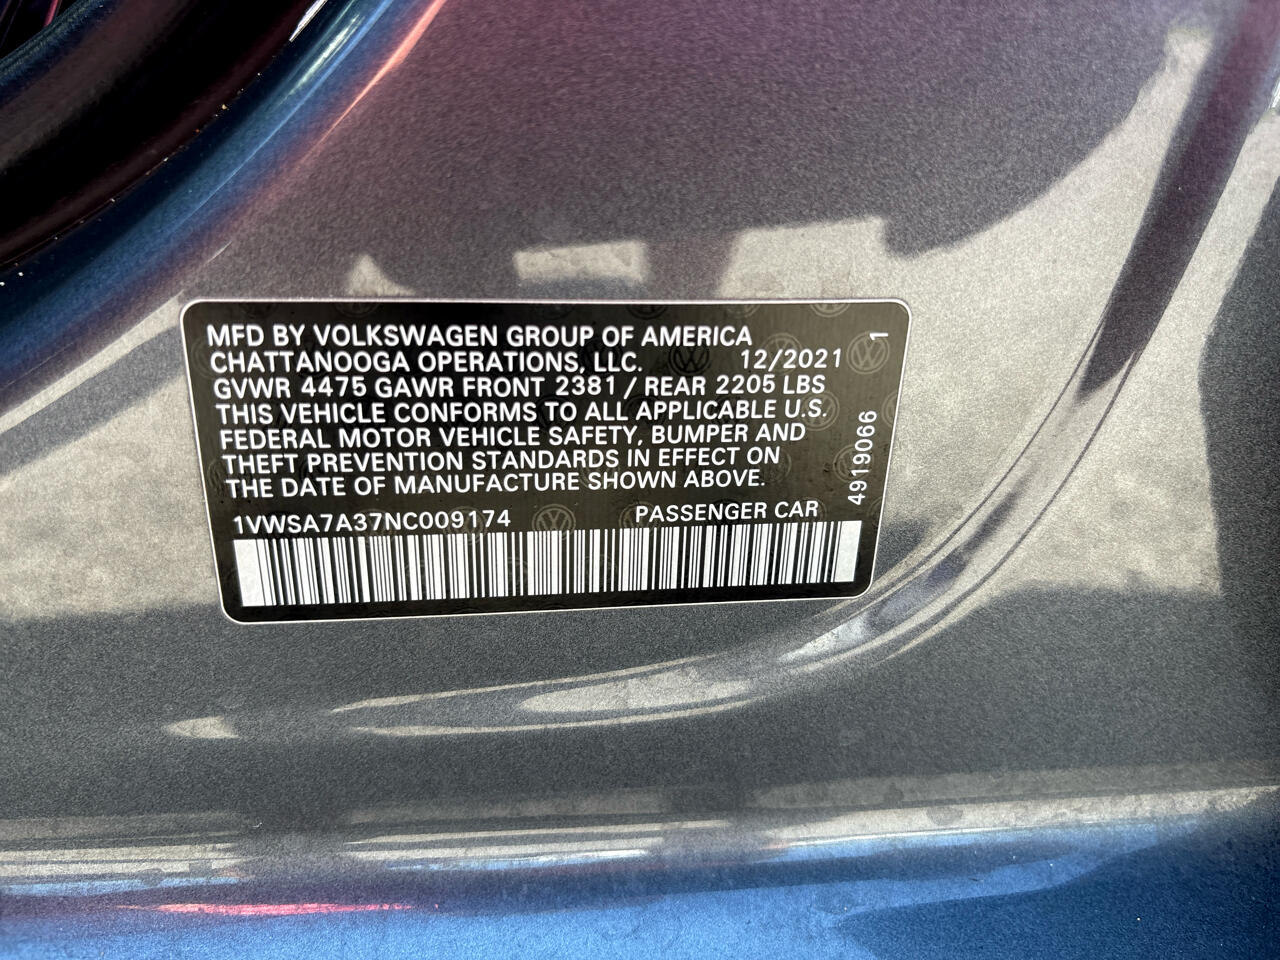 MFD BY VOLKSWAGEN GROUP OF AMERICA
CHATTANOOGA OPERATIONS, LLC. 12/2021 1
GVWR 4475 GAWR FRONT 2381 / REAR 2205 LBS
THIS VEHICLE CONFORMS TO ALL APPLICABLE U.S.
FEDERAL MOTOR VEHICLE SAFETY, BUMPER AND
THEFT PREVENTION STANDARDS IN EFFECT ON
THE DATE OF MANUFACTURE SHOWN ABOVE.
4919066
1VWSA7A37NC009174 PASSENGER CAR